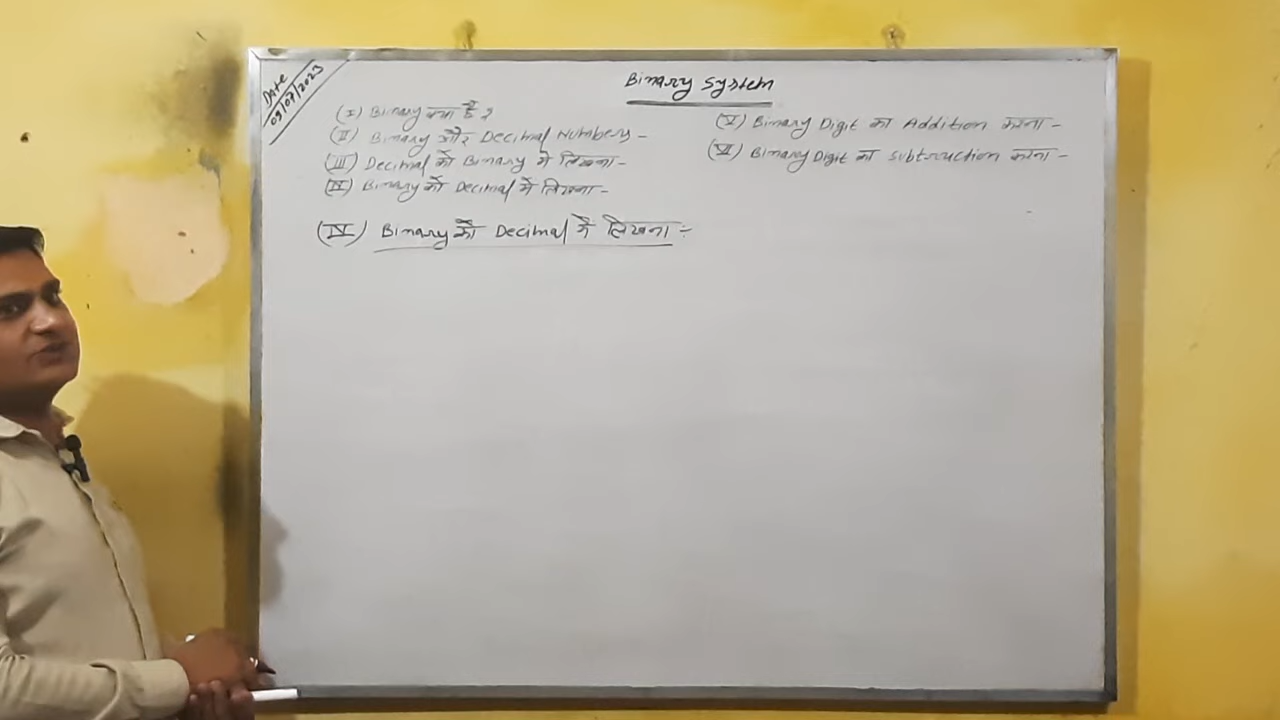 Date
09/07/2023
Binary System
(I) Binary क्या है ?
(II) Binary और Decimal Numbers -
(III) Decimal को Binary में लिखना -
(IV) Binary को Decimal में लिखना -
(V) Binary Digit का Addition करना -
(VI) Binary Digit का Subtruction करना -
(IV) Binary को Decimal में लिखना ÷